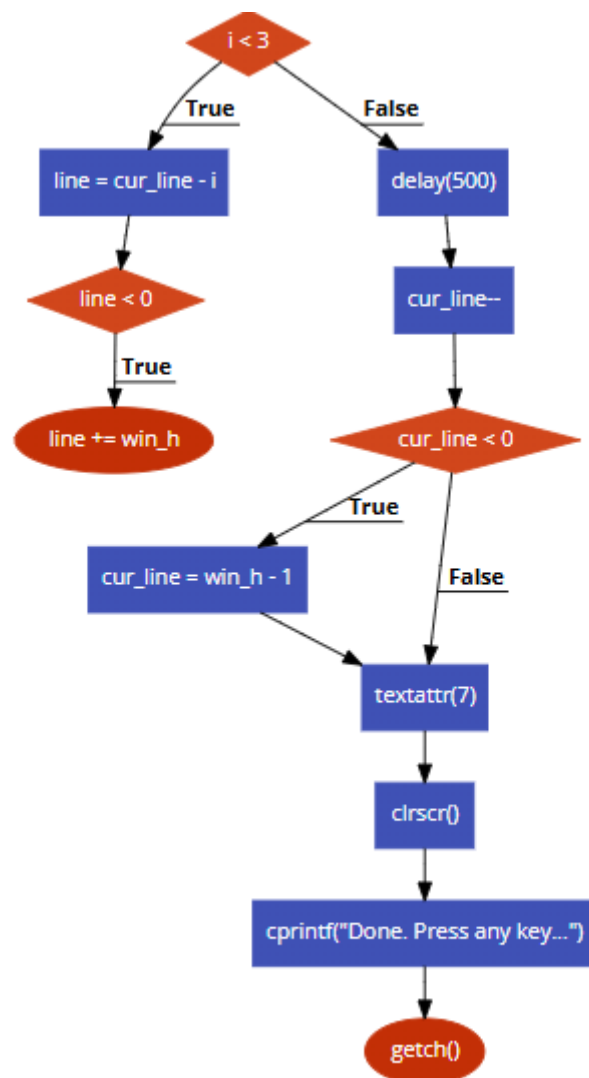 i < 3
True
False
line = cur_line - i
delay(500)
line < 0
cur_line--
True
line += win_h
cur_line < 0
True
cur_line = win_h - 1
False
textattr(7)
clrscr()
cprintf("Done. Press any key...")
getch()